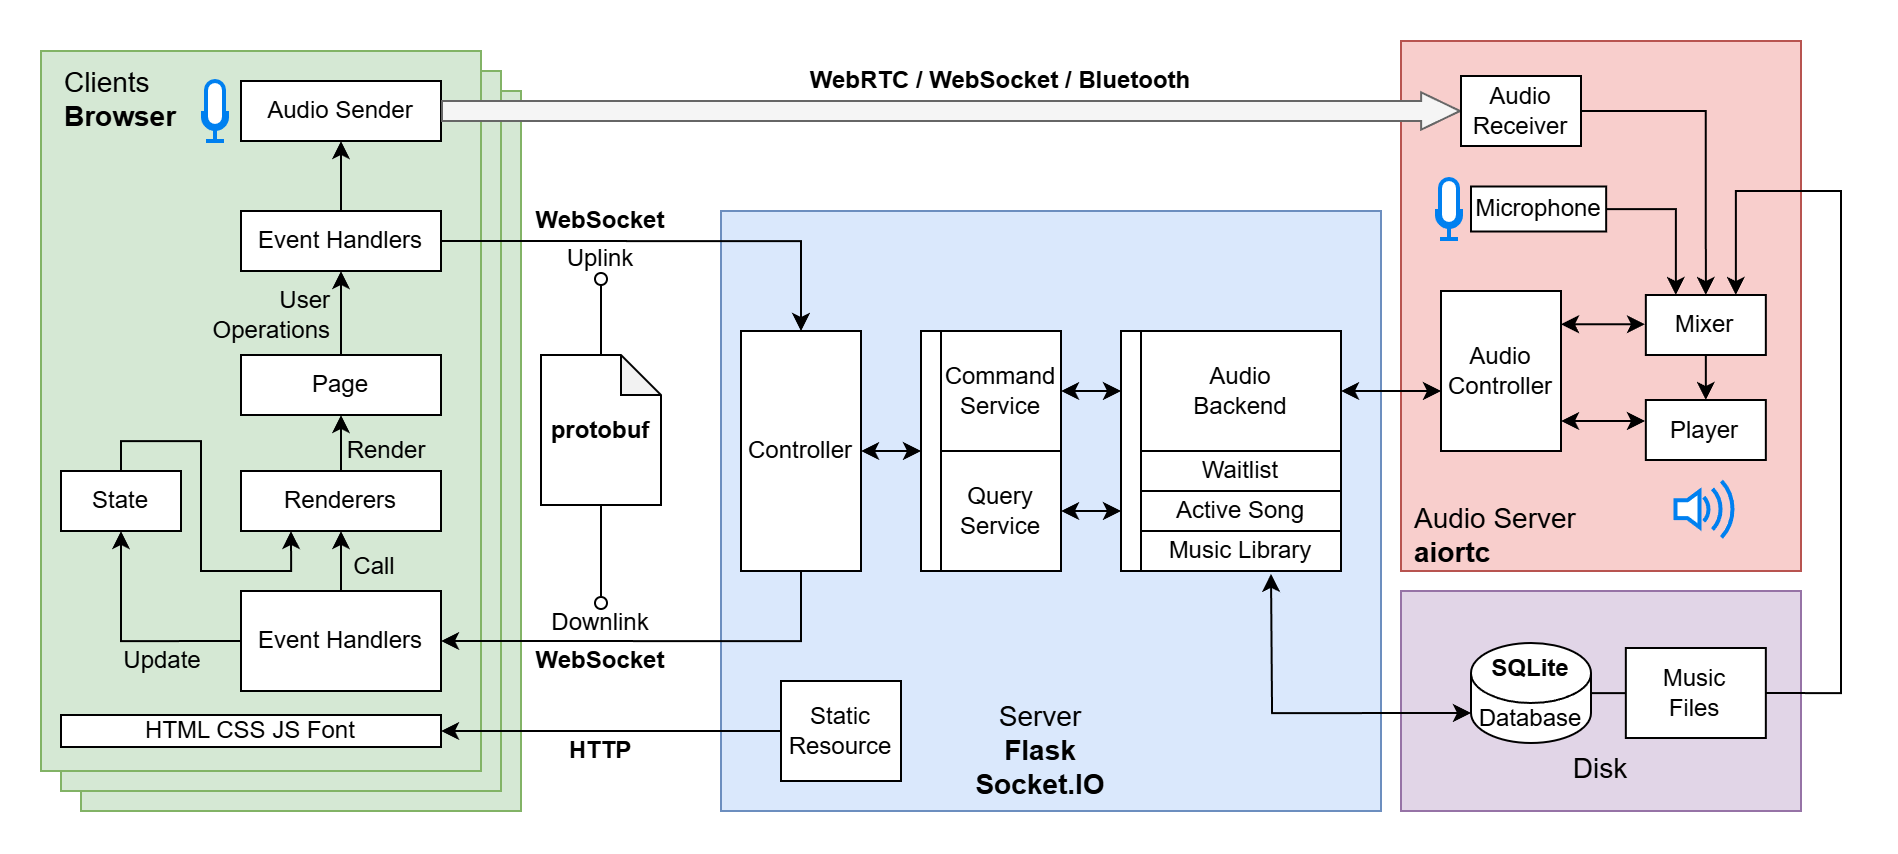 Clients
Browser
Audio Sender
WebRTC / WebSocket / Bluetooth
Audio
Receiver
Microphone
Event Handlers
WebSocket
Uplink
User
Operations
Page
protobuf
Render
State
Renderers
Call
Update
Event Handlers
Downlink
WebSocket
HTML CSS JS Font
HTTP
Controller
Command
Service
Query
Service
Audio
Backend
Waitlist
Active Song
Music Library
Static
Resource
Server
Flask
Socket.IO
Mixer
Audio
Controller
Player
Audio Server
aiortc
SQLite
Database
Music
Files
Disk